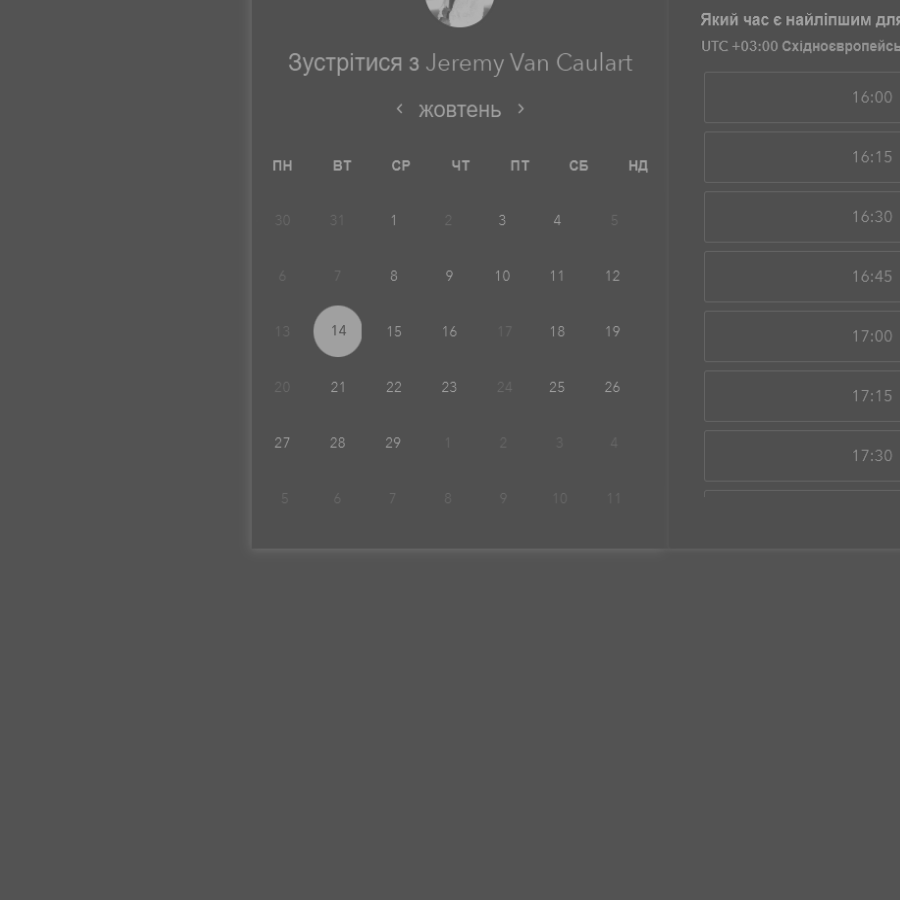 Зустрітися з Jeremy Van Caulart
жовтень
ПН ВТ СР ЧТ ПТ СБ НД
30 31 1 2 3 4 5
6 7 8 9 10 11 12
13 14 15 16 17 18 19
20 21 22 23 24 25 26
27 28 29 1 2 3 4
5 6 7 8 9 10 11
Який час є найліпшим для
UTC +03:00 Східноєвропейсь
16:00
16:15
16:30
16:45
17:00
17:15
17:30